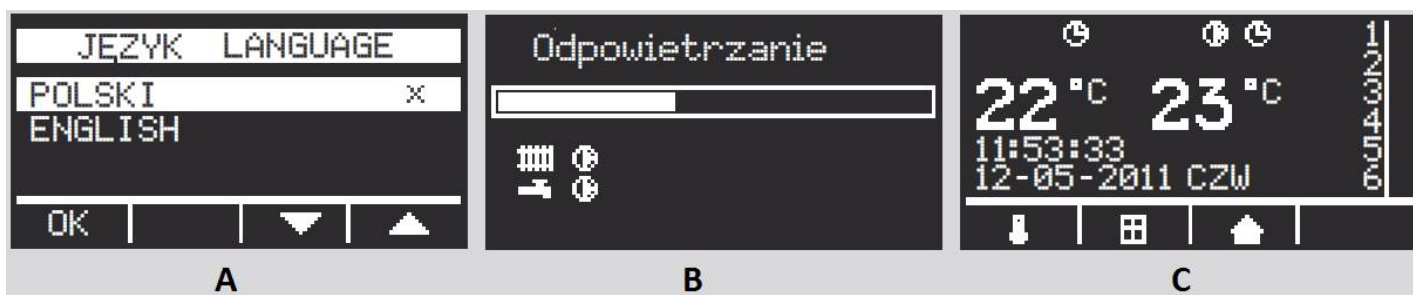 JĘZYK LANGUAGE
POLSKI x
ENGLISH
OK
A
Odpowietrzanie
B
22°C 23°C
11:53:33
12-05-2011 CZW
1
2
3
4
5
6
C